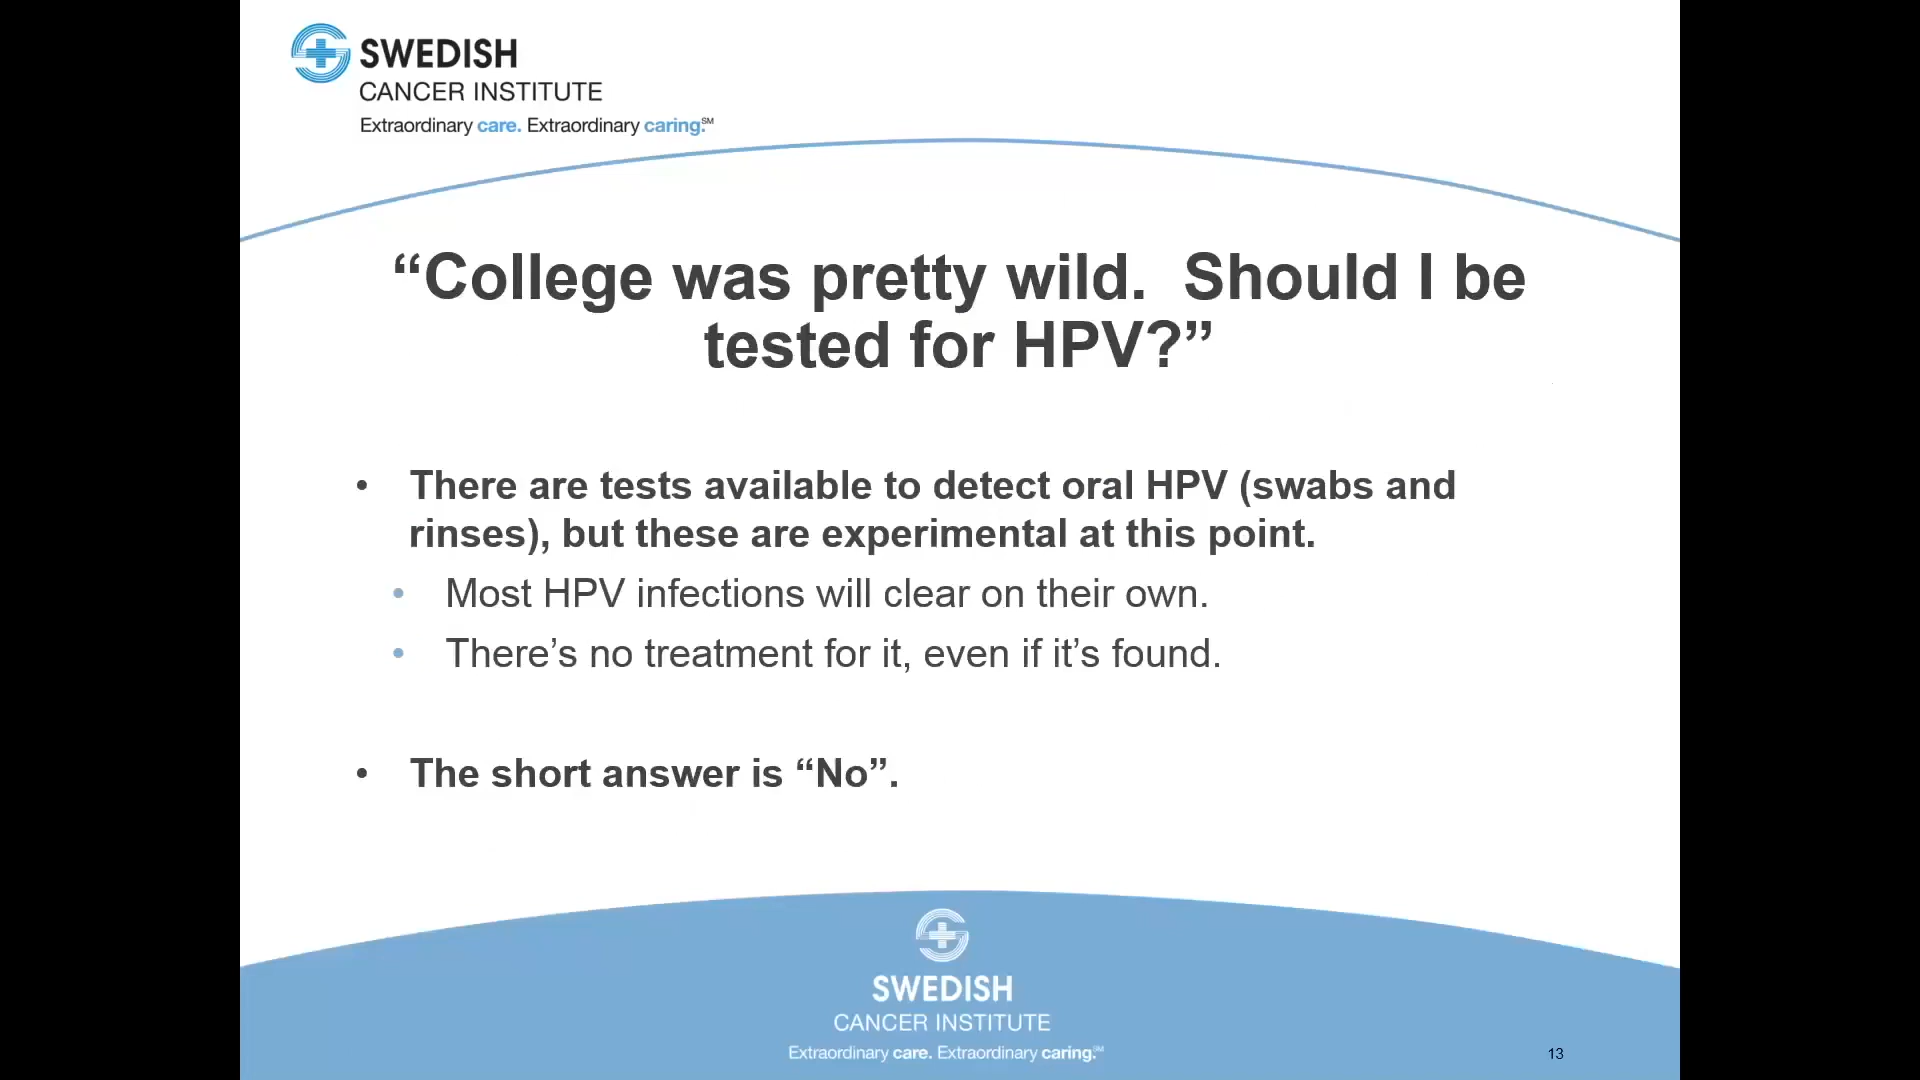 SWEDISH
CANCER INSTITUTE
Extraordinary care. Extraordinary caring.℠
“College was pretty wild.  Should I be
tested for HPV?”
• There are tests available to detect oral HPV (swabs and
rinses), but these are experimental at this point.
• Most HPV infections will clear on their own.
• There’s no treatment for it, even if it’s found.
• The short answer is “No”.
SWEDISH
CANCER INSTITUTE
Extraordinary care. Extraordinary caring.℠
13